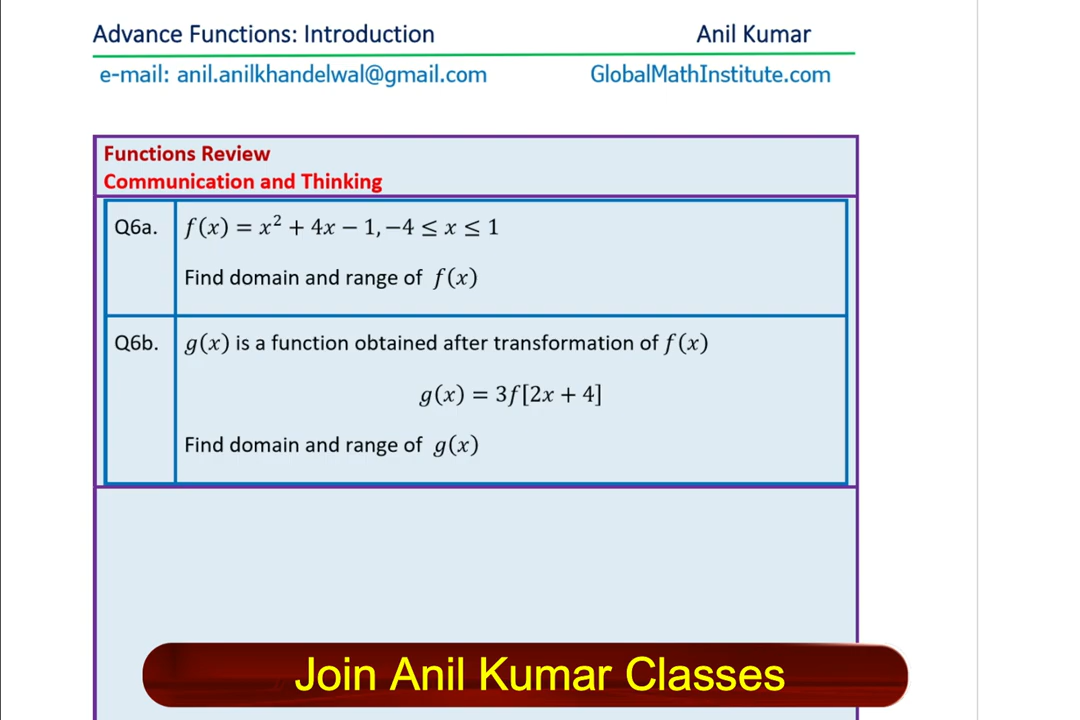 Advance Functions: Introduction Anil Kumar
e-mail: anil.anilkhandelwal@gmail.com GlobalMathInstitute.com
Functions Review
Communication and Thinking
Q6a. f(x) = x² + 4x − 1, −4 ≤ x ≤ 1
Find domain and range of f(x)
Q6b. g(x) is a function obtained after transformation of f(x)
g(x) = 3f[2x + 4]
Find domain and range of g(x)
Join Anil Kumar Classes